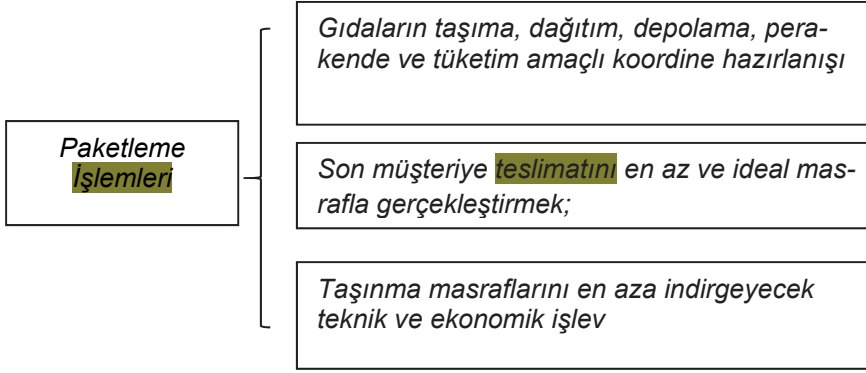 Paketleme
İşlemleri
Gıdaların taşıma, dağıtım, depolama, pera-
kende ve tüketim amaçlı koordine hazırlanışı
Son müşteriye teslimatını en az ve ideal mas-
rafla gerçekleştirmek;
Taşınma masraflarını en aza indirgeyecek
teknik ve ekonomik işlev